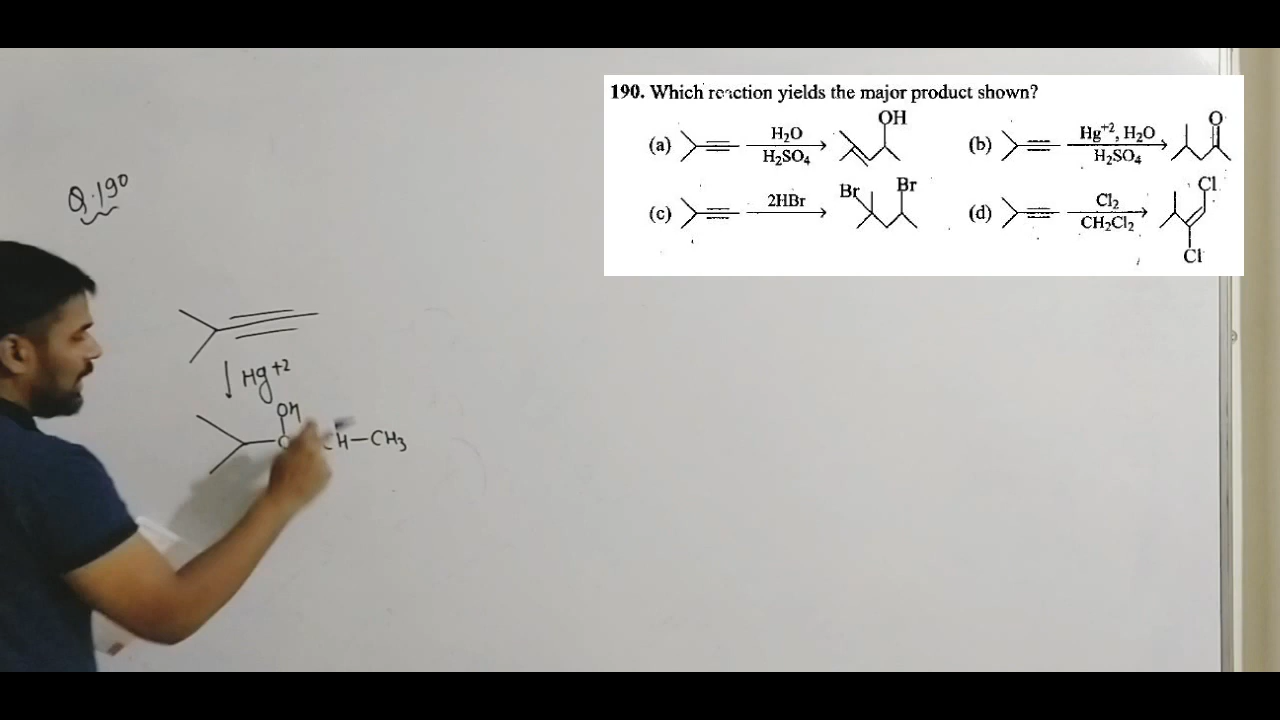 190. Which reaction yields the major product shown?
(a) H₂O H₂SO₄ OH
(b) Hg⁺², H₂O H₂SO₄ O
(c) 2HBr Br Br
(d) Cl₂ CH₂Cl₂ Cl Cl
Q.190
Hg⁺²
OH
C CH–CH₃